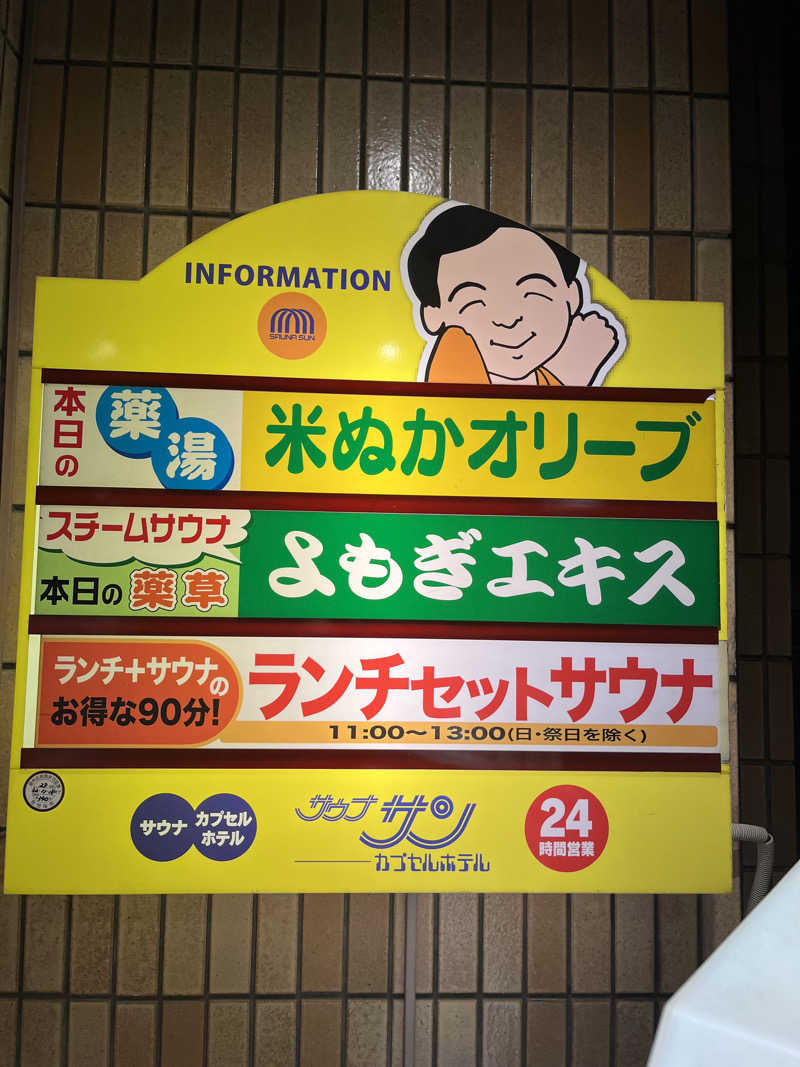 INFORMATION
SAUNA SUN
本日の
薬湯
米ぬかオリーブ
スチームサウナ
本日の薬草
よもぎエキス
ランチ+サウナの
お得な90分!
ランチセットサウナ
11:00〜13:00(日・祭日を除く)
サウナ
カプセル
ホテル
サウナ サン
カプセルホテル
24
時間営業